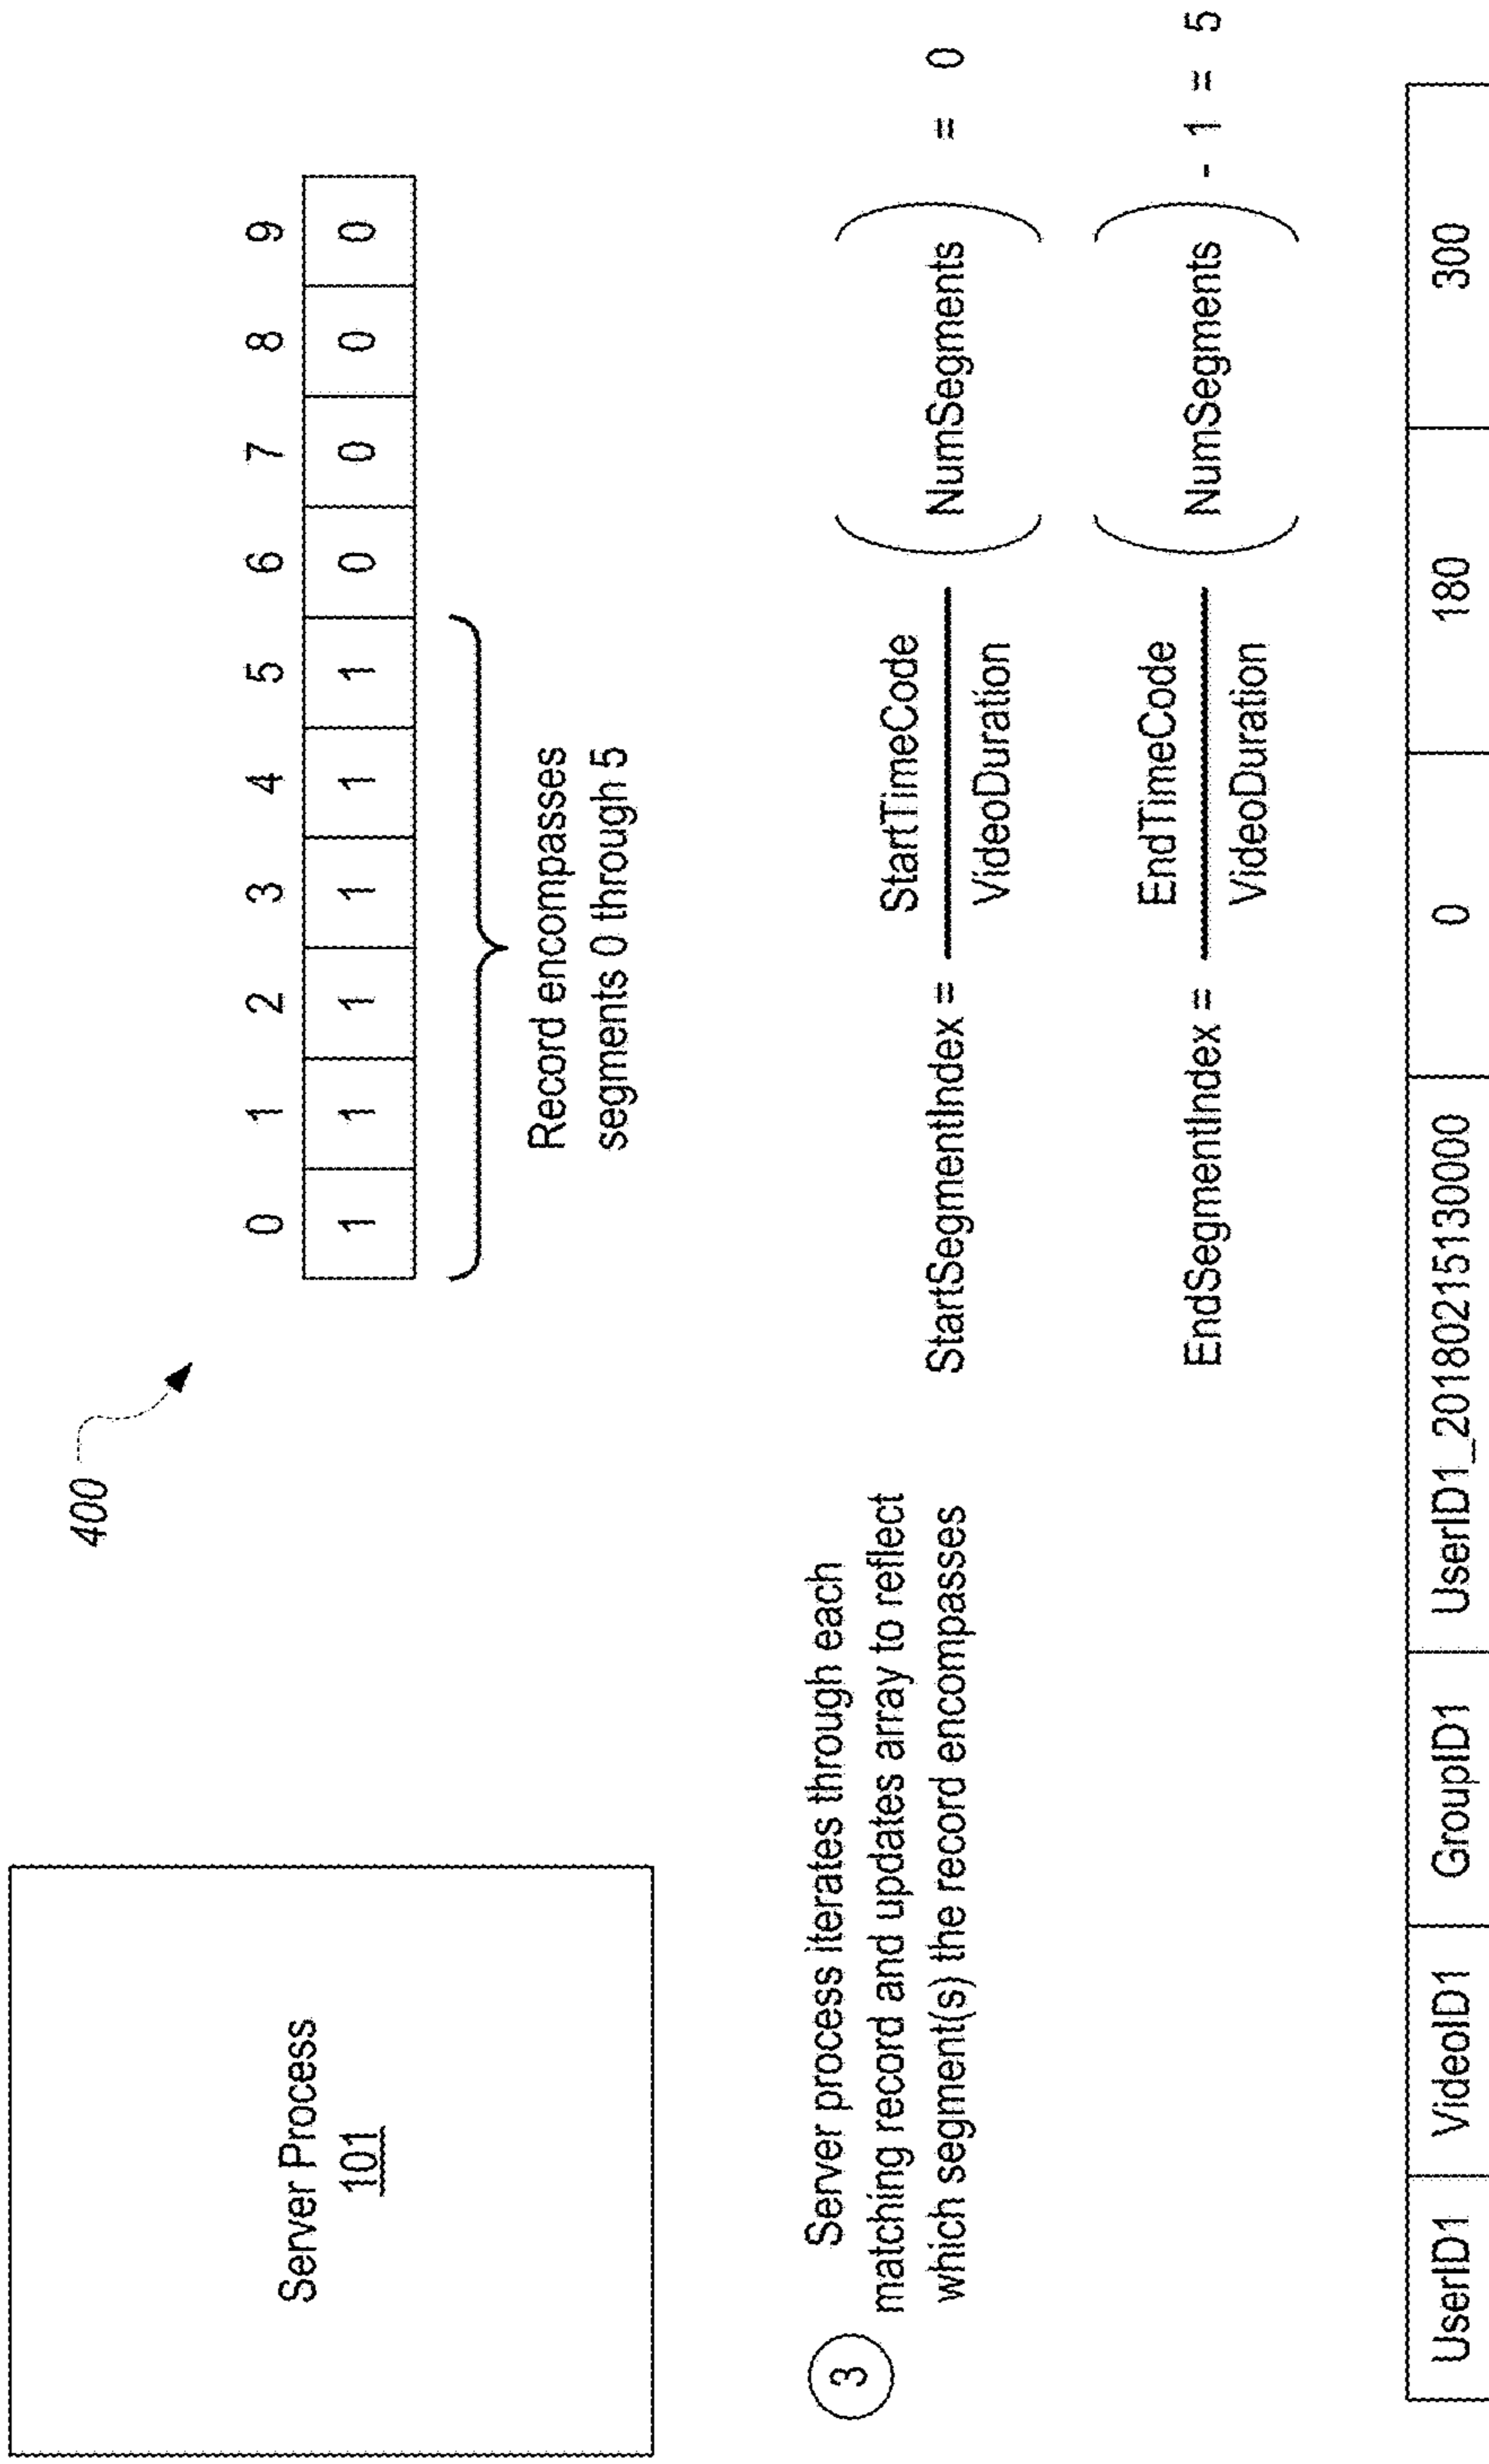 400
Server Process
101
0 1 2 3 4 5 6 7 8 9
1 1 1 1 1 1 0 0 0 0
Record encompasses
segments 0 through 5
3
Server process iterates through each
matching record and updates array to reflect
which segment(s) the record encompasses
StartSegmentIndex = StartTimeCode / VideoDuration ( NumSegments ) = 0
EndSegmentIndex = EndTimeCode / VideoDuration ( NumSegments ) - 1 = 5
UserID1 VideoID1 GroupID1 UserID1_20180215130000 0 180 300